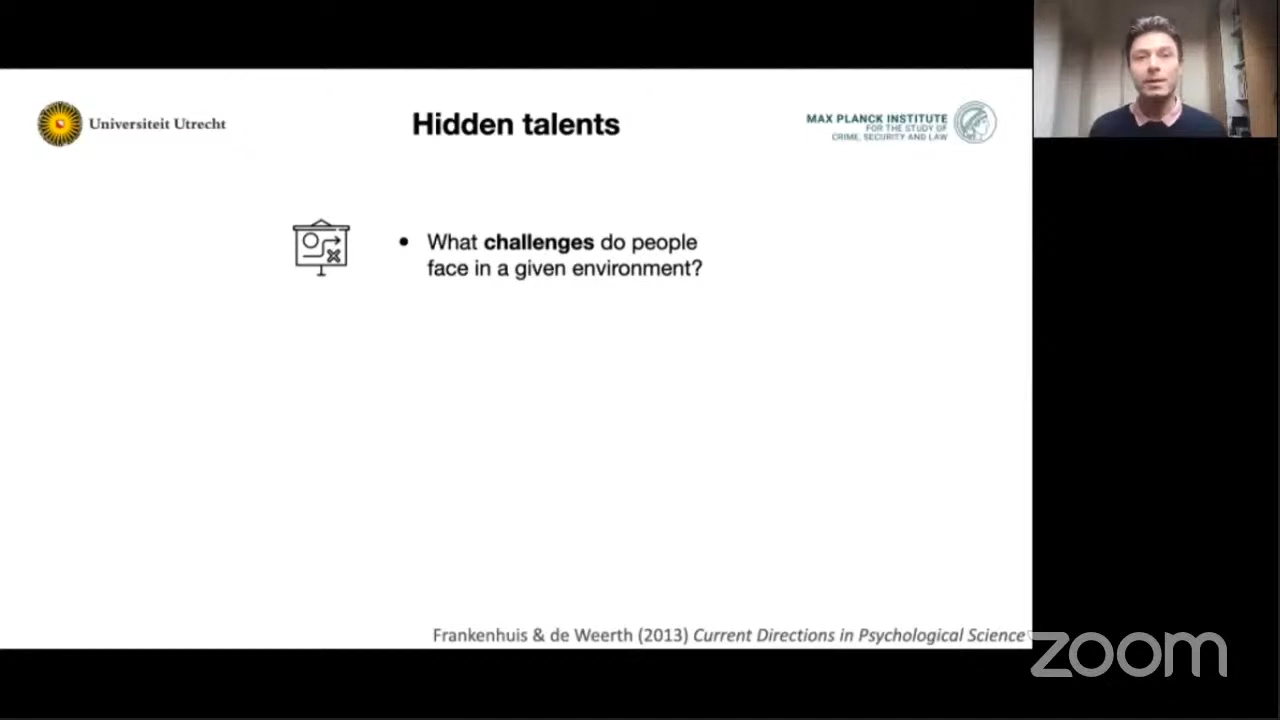 Universiteit Utrecht
Hidden talents
MAX PLANCK INSTITUTE
FOR THE STUDY OF
CRIME, SECURITY AND LAW
• What challenges do people
face in a given environment?
Frankenhuis & de Weerth (2013) Current Directions in Psychological Science
zoom